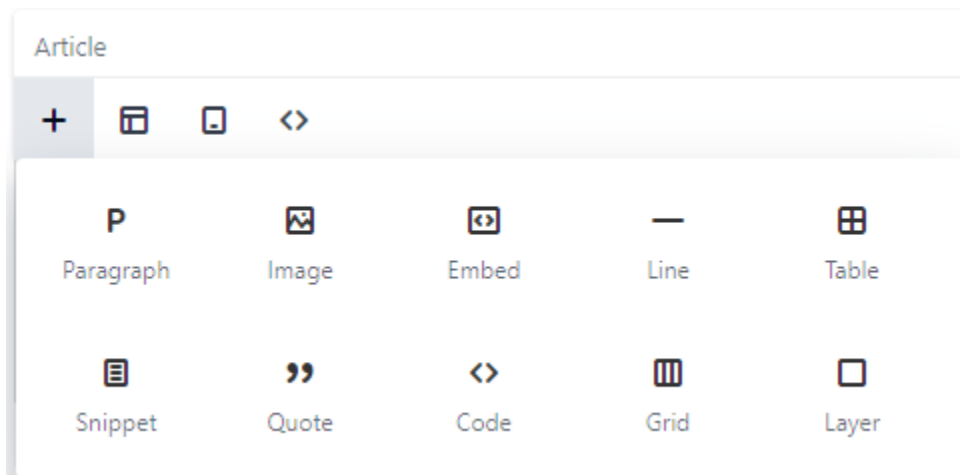 Article
Paragraph Image Embed Line Table
Snippet Quote Code Grid Layer